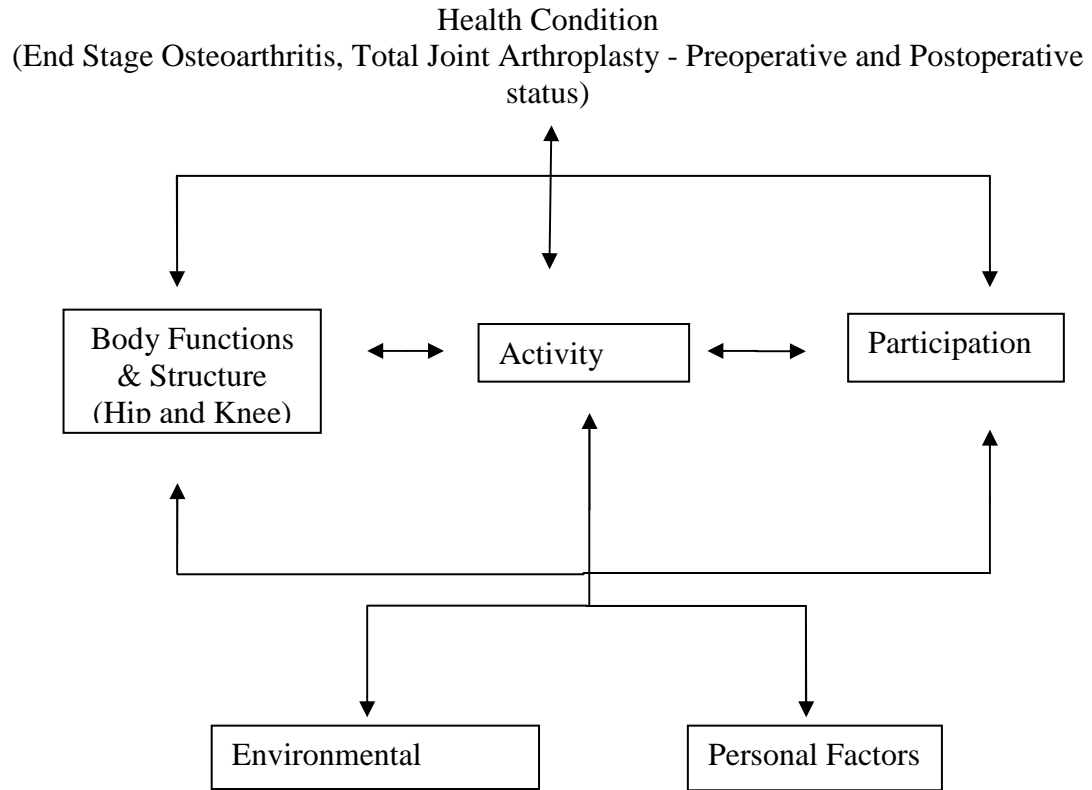 Health Condition
(End Stage Osteoarthritis, Total Joint Arthroplasty - Preoperative and Postoperative
status)
Body Functions
& Structure
(Hip and Knee)
Activity
Participation
Environmental
Personal Factors